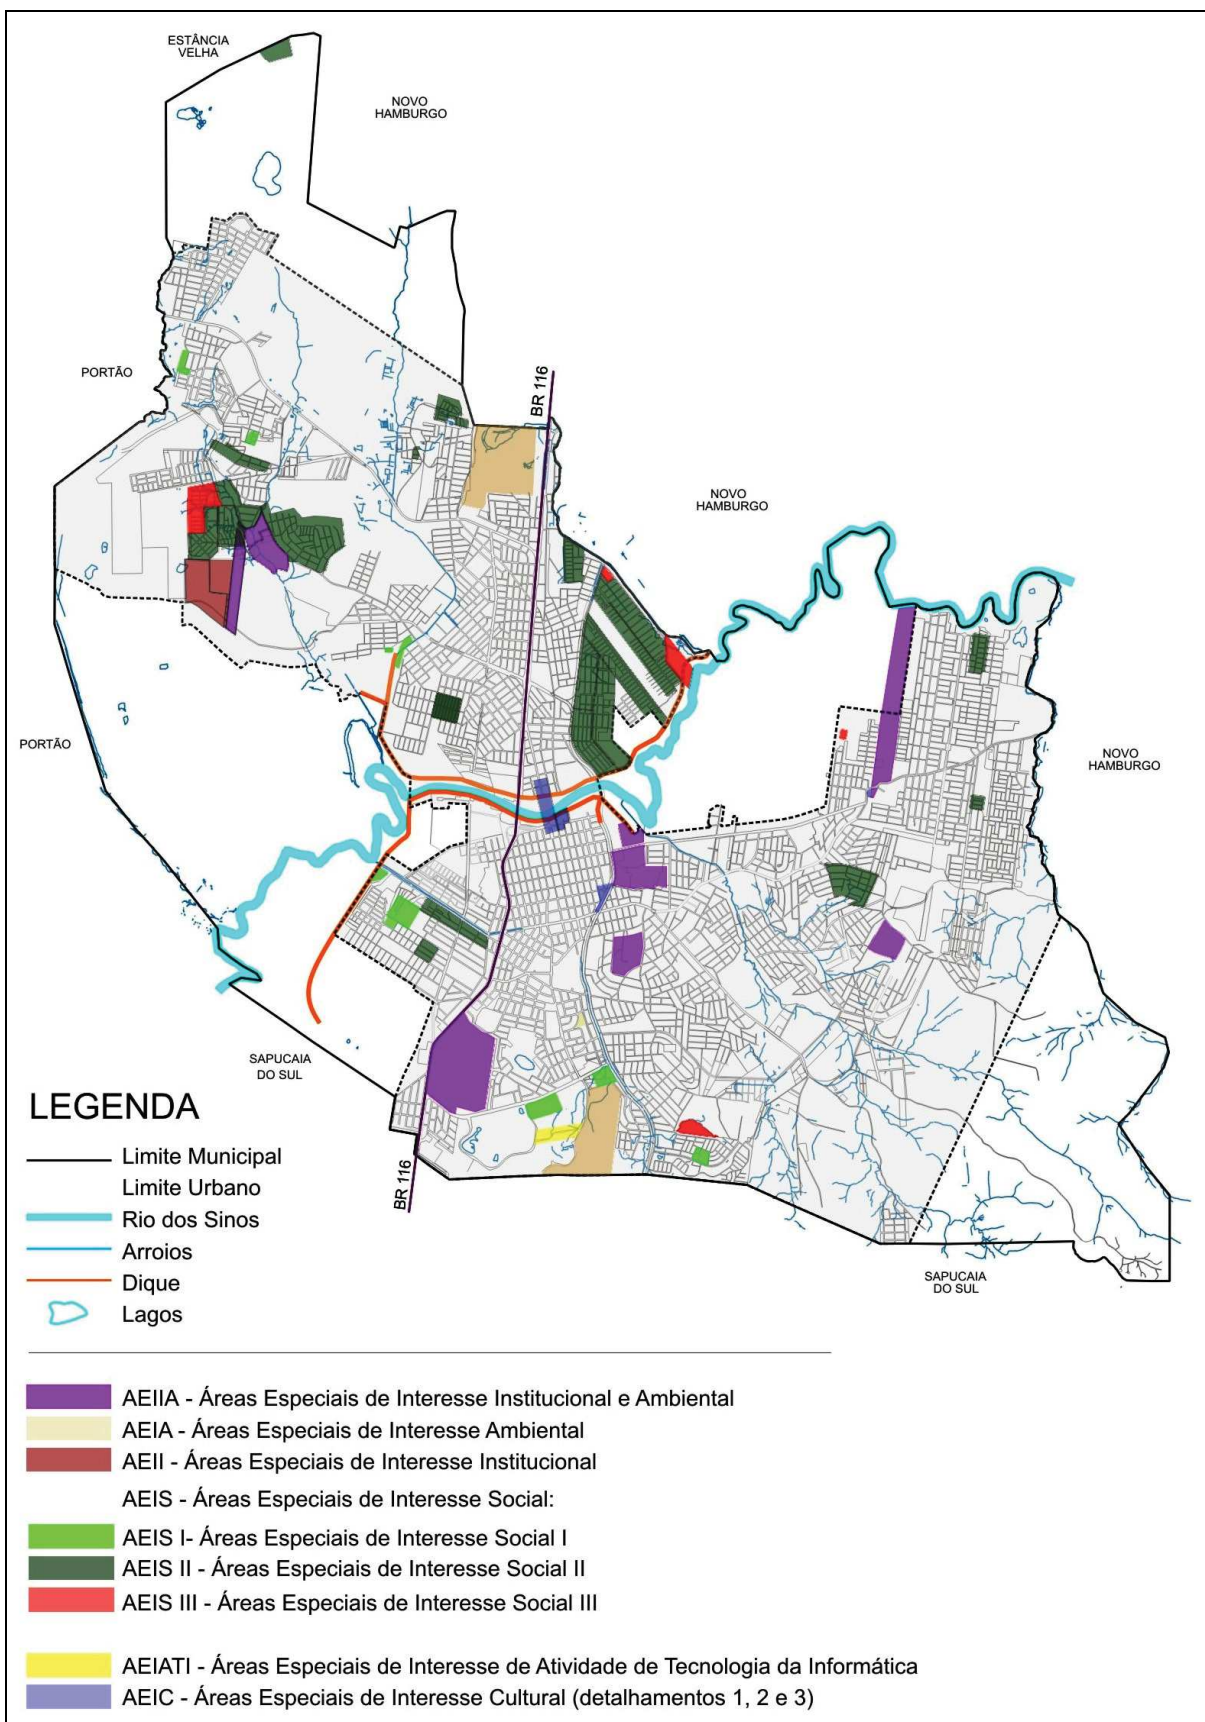 ESTÂNCIA
VELHA
NOVO
HAMBURGO
PORTÃO
BR 116
NOVO
HAMBURGO
PORTÃO
NOVO
HAMBURGO
SAPUCAIA
DO SUL
BR 116
SAPUCAIA
DO SUL
LEGENDA
Limite Municipal
Limite Urbano
Rio dos Sinos
Arroios
Dique
Lagos
AEIIA - Áreas Especiais de Interesse Institucional e Ambiental
AEIA - Áreas Especiais de Interesse Ambiental
AEII - Áreas Especiais de Interesse Institucional
AEIS - Áreas Especiais de Interesse Social:
AEIS I- Áreas Especiais de Interesse Social I
AEIS II - Áreas Especiais de Interesse Social II
AEIS III - Áreas Especiais de Interesse Social III
AEIATI - Áreas Especiais de Interesse de Atividade de Tecnologia da Informática
AEIC - Áreas Especiais de Interesse Cultural (detalhamentos 1, 2 e 3)